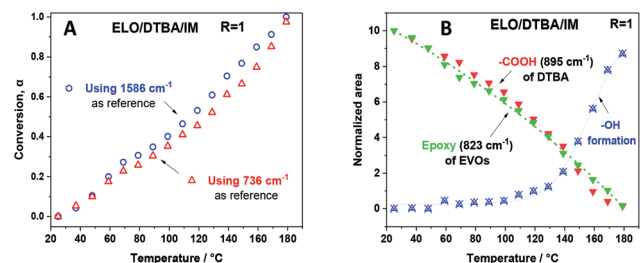 ELO/DTBA/IM R=1
A
Conversion, α
1.0
0.8
0.6
0.4
0.2
0.0
Using 1586 cm⁻¹
as reference
Using 736 cm⁻¹
as reference
20 40 60 80 100 120 140 160 180
Temperature / °C
B
ELO/DTBA/IM R=1
Normalized area
10
8
6
4
2
0
-COOH (895 cm⁻¹)
of DTBA
Epoxy (823 cm⁻¹)
of EVOs
-OH
formation
20 40 60 80 100 120 140 160 180
Temperature / °C